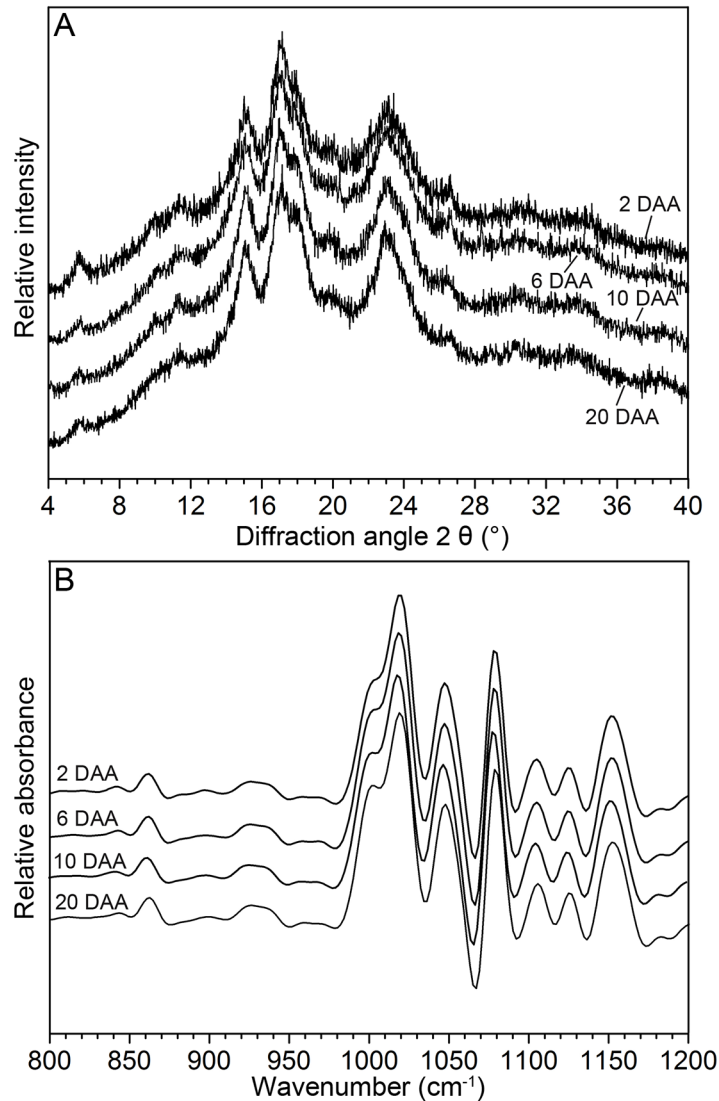 A
Relative intensity
2 DAA
6 DAA
10 DAA
20 DAA
4 8 12 16 20 24 28 32 36 40
Diffraction angle 2 θ (°)
B
Relative absorbance
2 DAA
6 DAA
10 DAA
20 DAA
800 850 900 950 1000 1050 1100 1150 1200
Wavenumber (cm⁻¹)